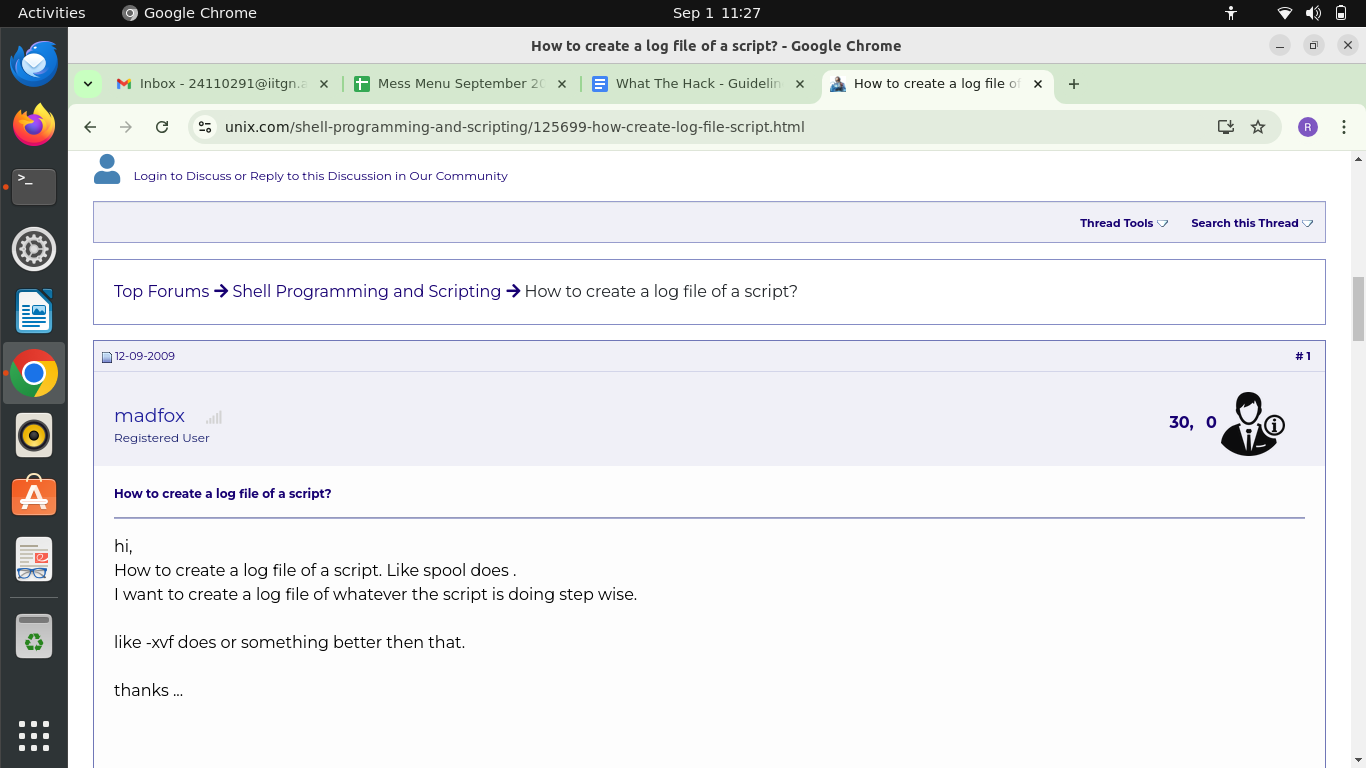 Activities
Google Chrome
Sep 1 11:27
How to create a log file of a script? - Google Chrome
Inbox - 24110291@iitgn.a
Mess Menu September 20
What The Hack - Guidelin
How to create a log file of
unix.com/shell-programming-and-scripting/125699-how-create-log-file-script.html
R
Login to Discuss or Reply to this Discussion in Our Community
Thread Tools
Search this Thread
Top Forums → Shell Programming and Scripting → How to create a log file of a script?
12-09-2009
# 1
madfox
Registered User
30, 0
How to create a log file of a script?
hi,
How to create a log file of a script. Like spool does .
I want to create a log file of whatever the script is doing step wise.
like -xvf does or something better then that.
thanks ...